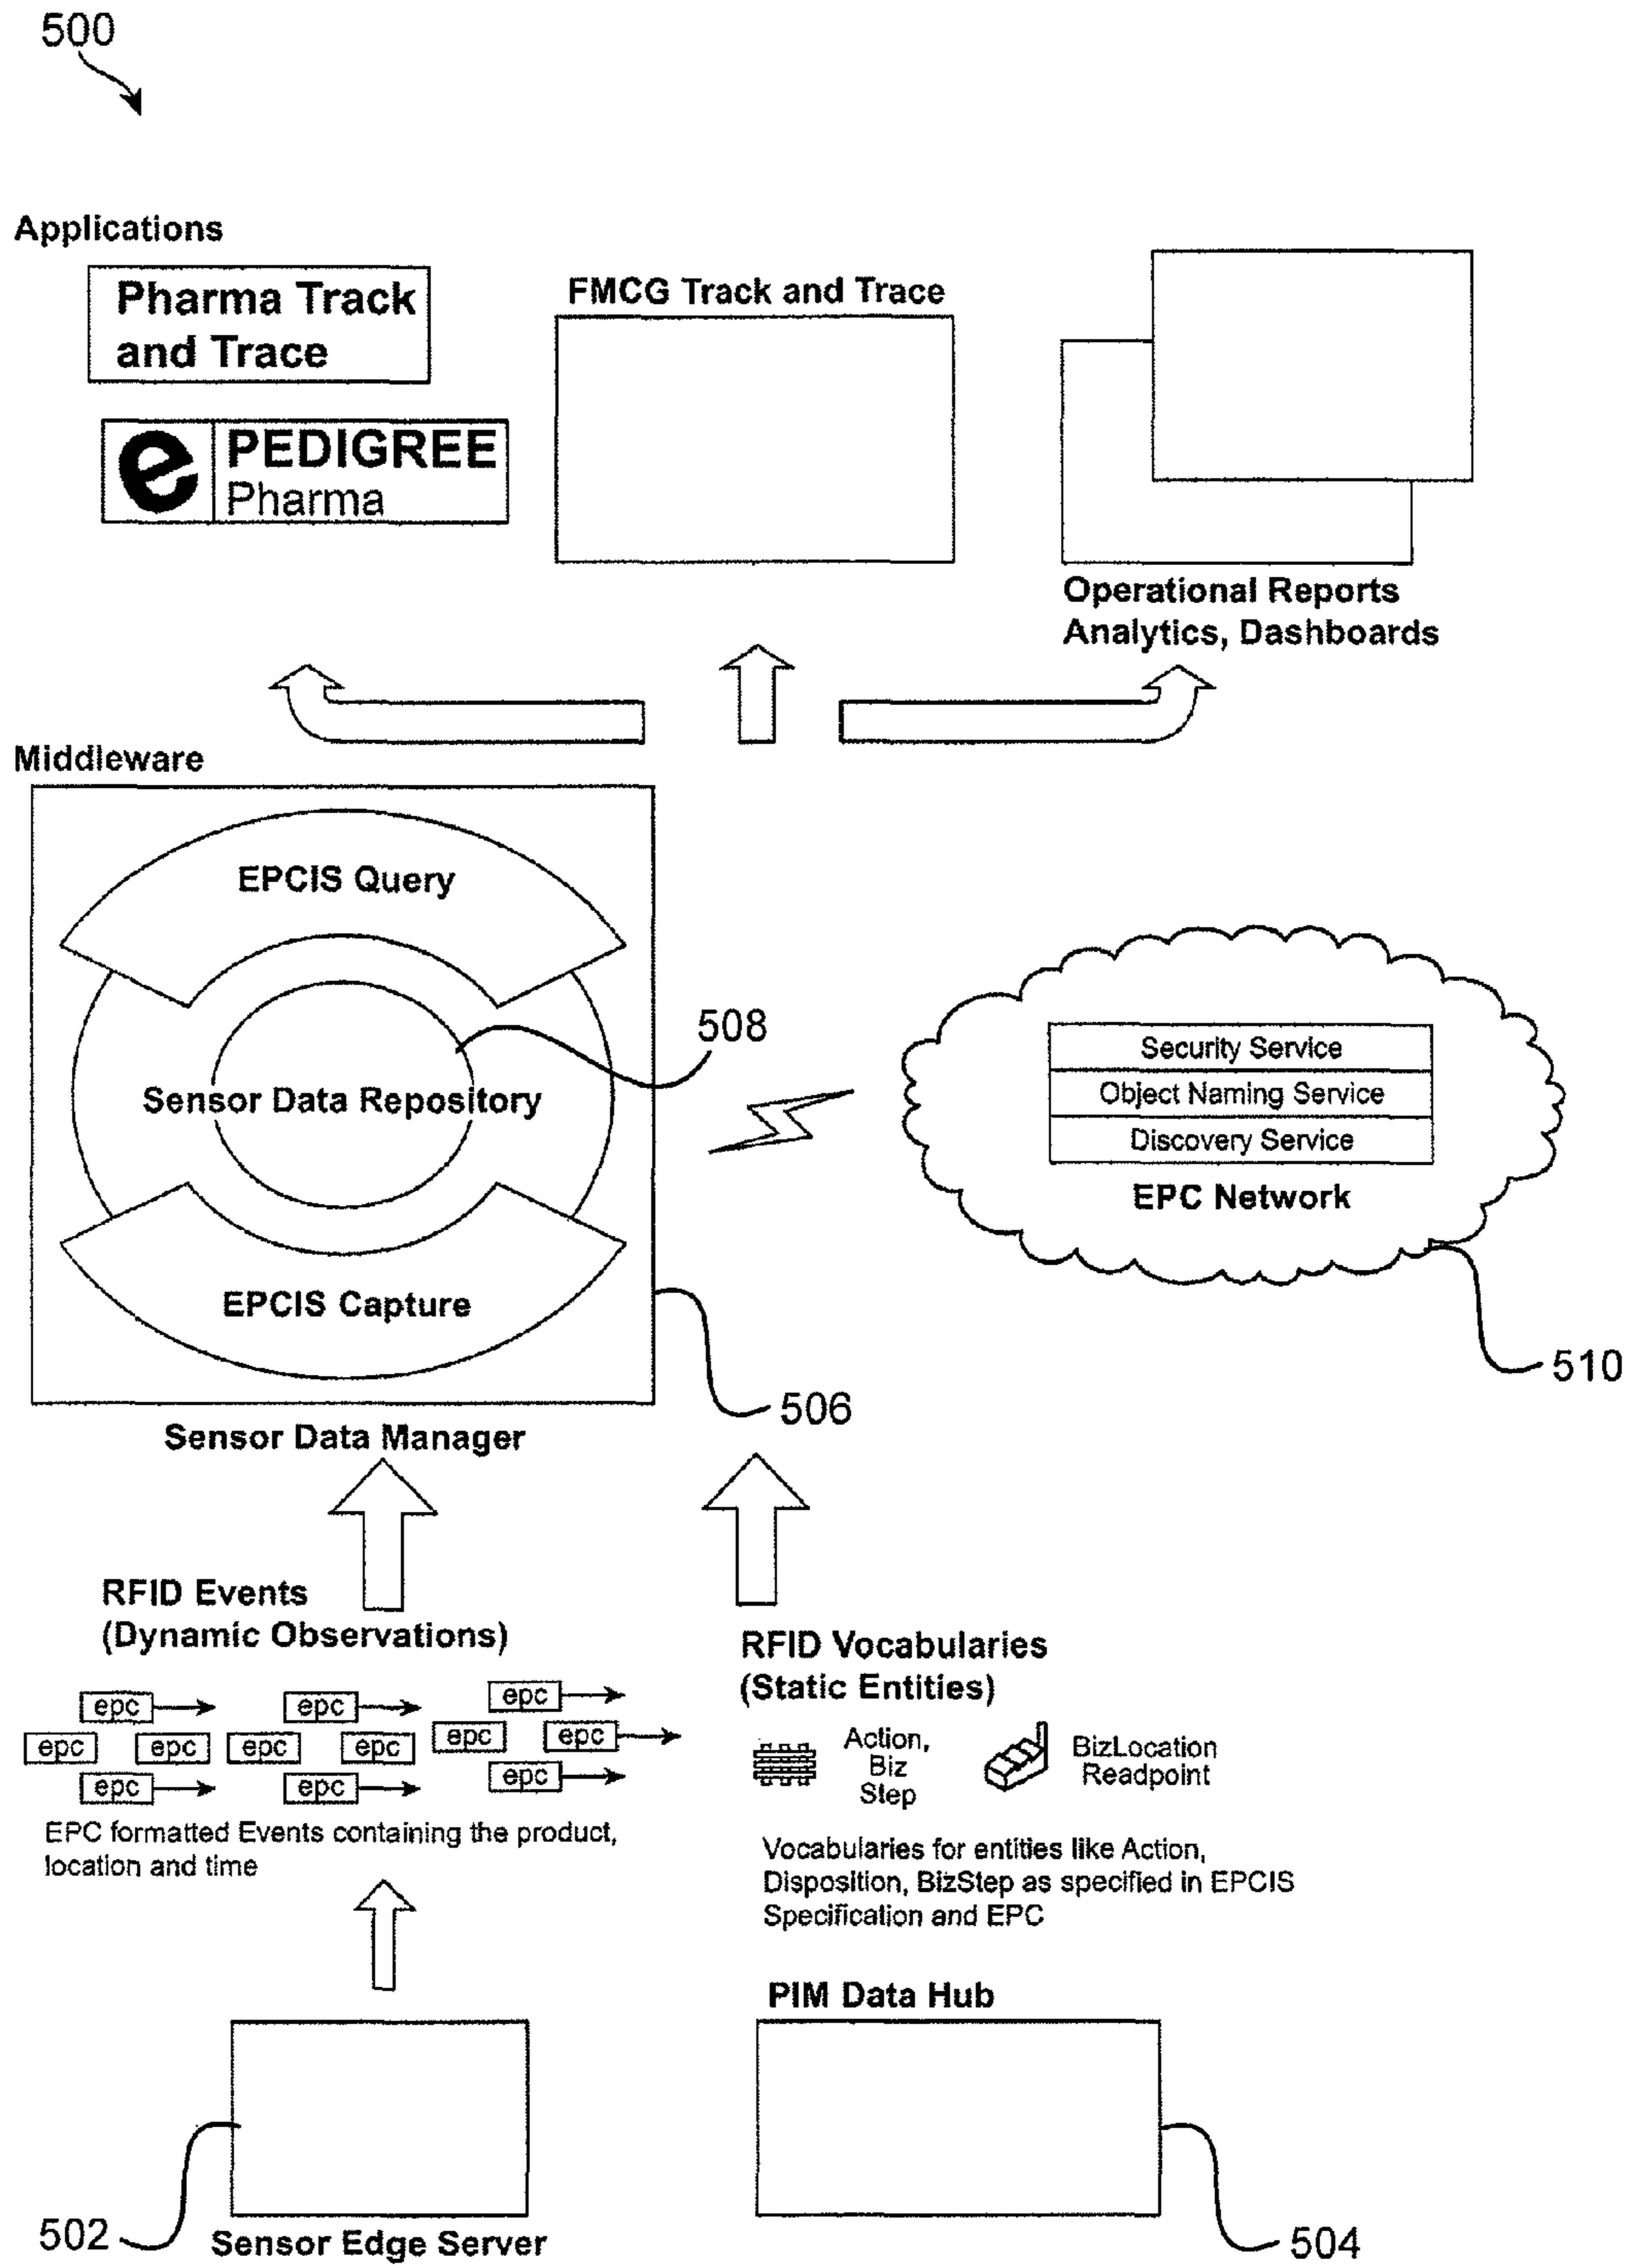 500
Applications
Pharma Track
and Trace
e PEDIGREE
Pharma
FMCG Track and Trace
Operational Reports
Analytics, Dashboards
Middleware
EPCIS Query
508
Sensor Data Repository
EPCIS Capture
506
Sensor Data Manager
Security Service
Object Naming Service
Discovery Service
EPC Network
510
RFID Events
(Dynamic Observations)
epc epc epc
epc epc epc epc epc epc
epc epc epc
EPC formatted Events containing the product,
location and time
RFID Vocabularies
(Static Entities)
Action,
Biz
Step
BizLocation
Readpoint
Vocabularies for entities like Action,
Disposition, BizStep as specified in EPCIS
Specification and EPC
PIM Data Hub
502
Sensor Edge Server
504